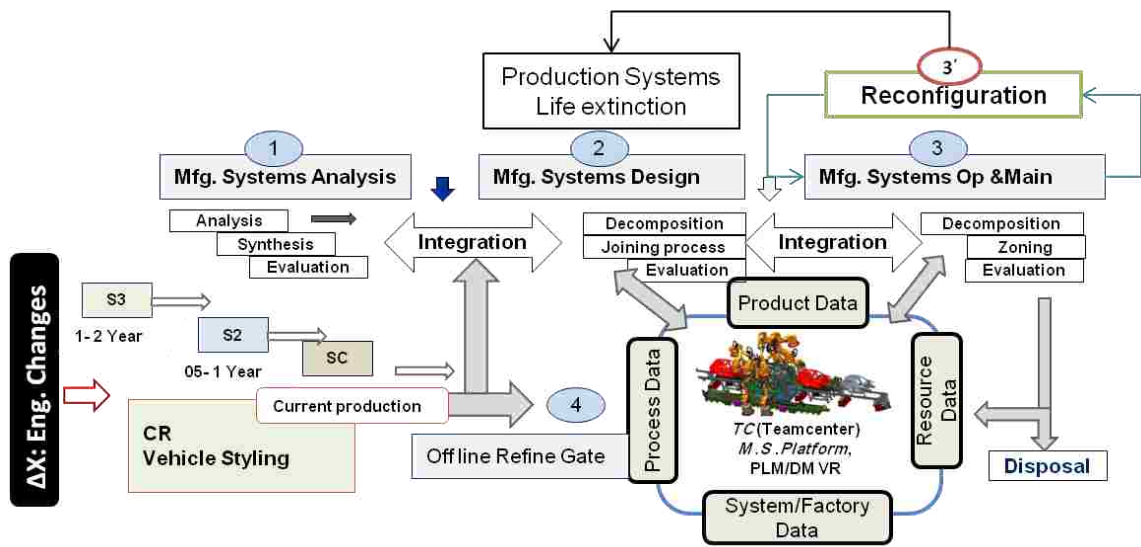 3´
Production Systems
Life extinction
Reconfiguration
1
2
3
Mfg. Systems Analysis
Mfg. Systems Design
Mfg. Systems Op &Main
Analysis
Synthesis
Evaluation
Integration
Decomposition
Joining process
Evaluation
Integration
Decomposition
Zoning
Evaluation
ΔX: Eng. Changes
S3
1- 2 Year
S2
05- 1 Year
SC
Current production
CR
Vehicle Styling
4
Off line Refine Gate
Product Data
Process Data
Resource
Data
TC (Teamcenter)
M.S.Platform,
PLM/DM VR
System/Factory
Data
Disposal